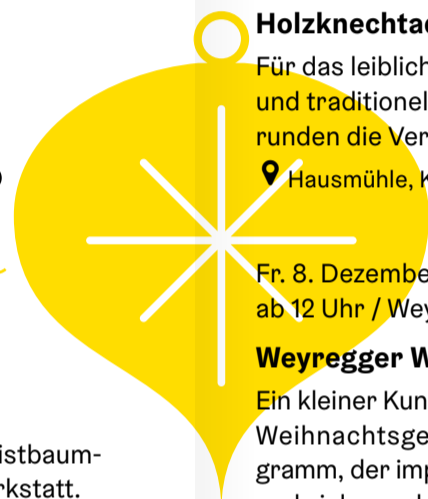 Holzknechta
Für das leiblich
und traditionel
runden die Ver
Hausmühle, K
Fr. 8. Dezembe
ab 12 Uhr / Wey
Weyregger W
Ein kleiner Kun
Weihnachtsge
gramm, der imp
istbaum-
rkstatt.